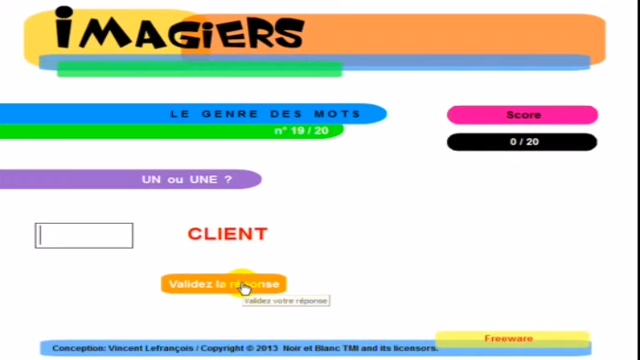 iMAGiERS
LE GENRE DES MOTS
n° 19 / 20
Score
0 / 20
UN ou UNE ?
CLIENT
Validez la réponse
Validez votre réponse
Freeware
Conception: Vincent Lefrançois / Copyright © 2013 Noir et Blanc TMI and its licensors.